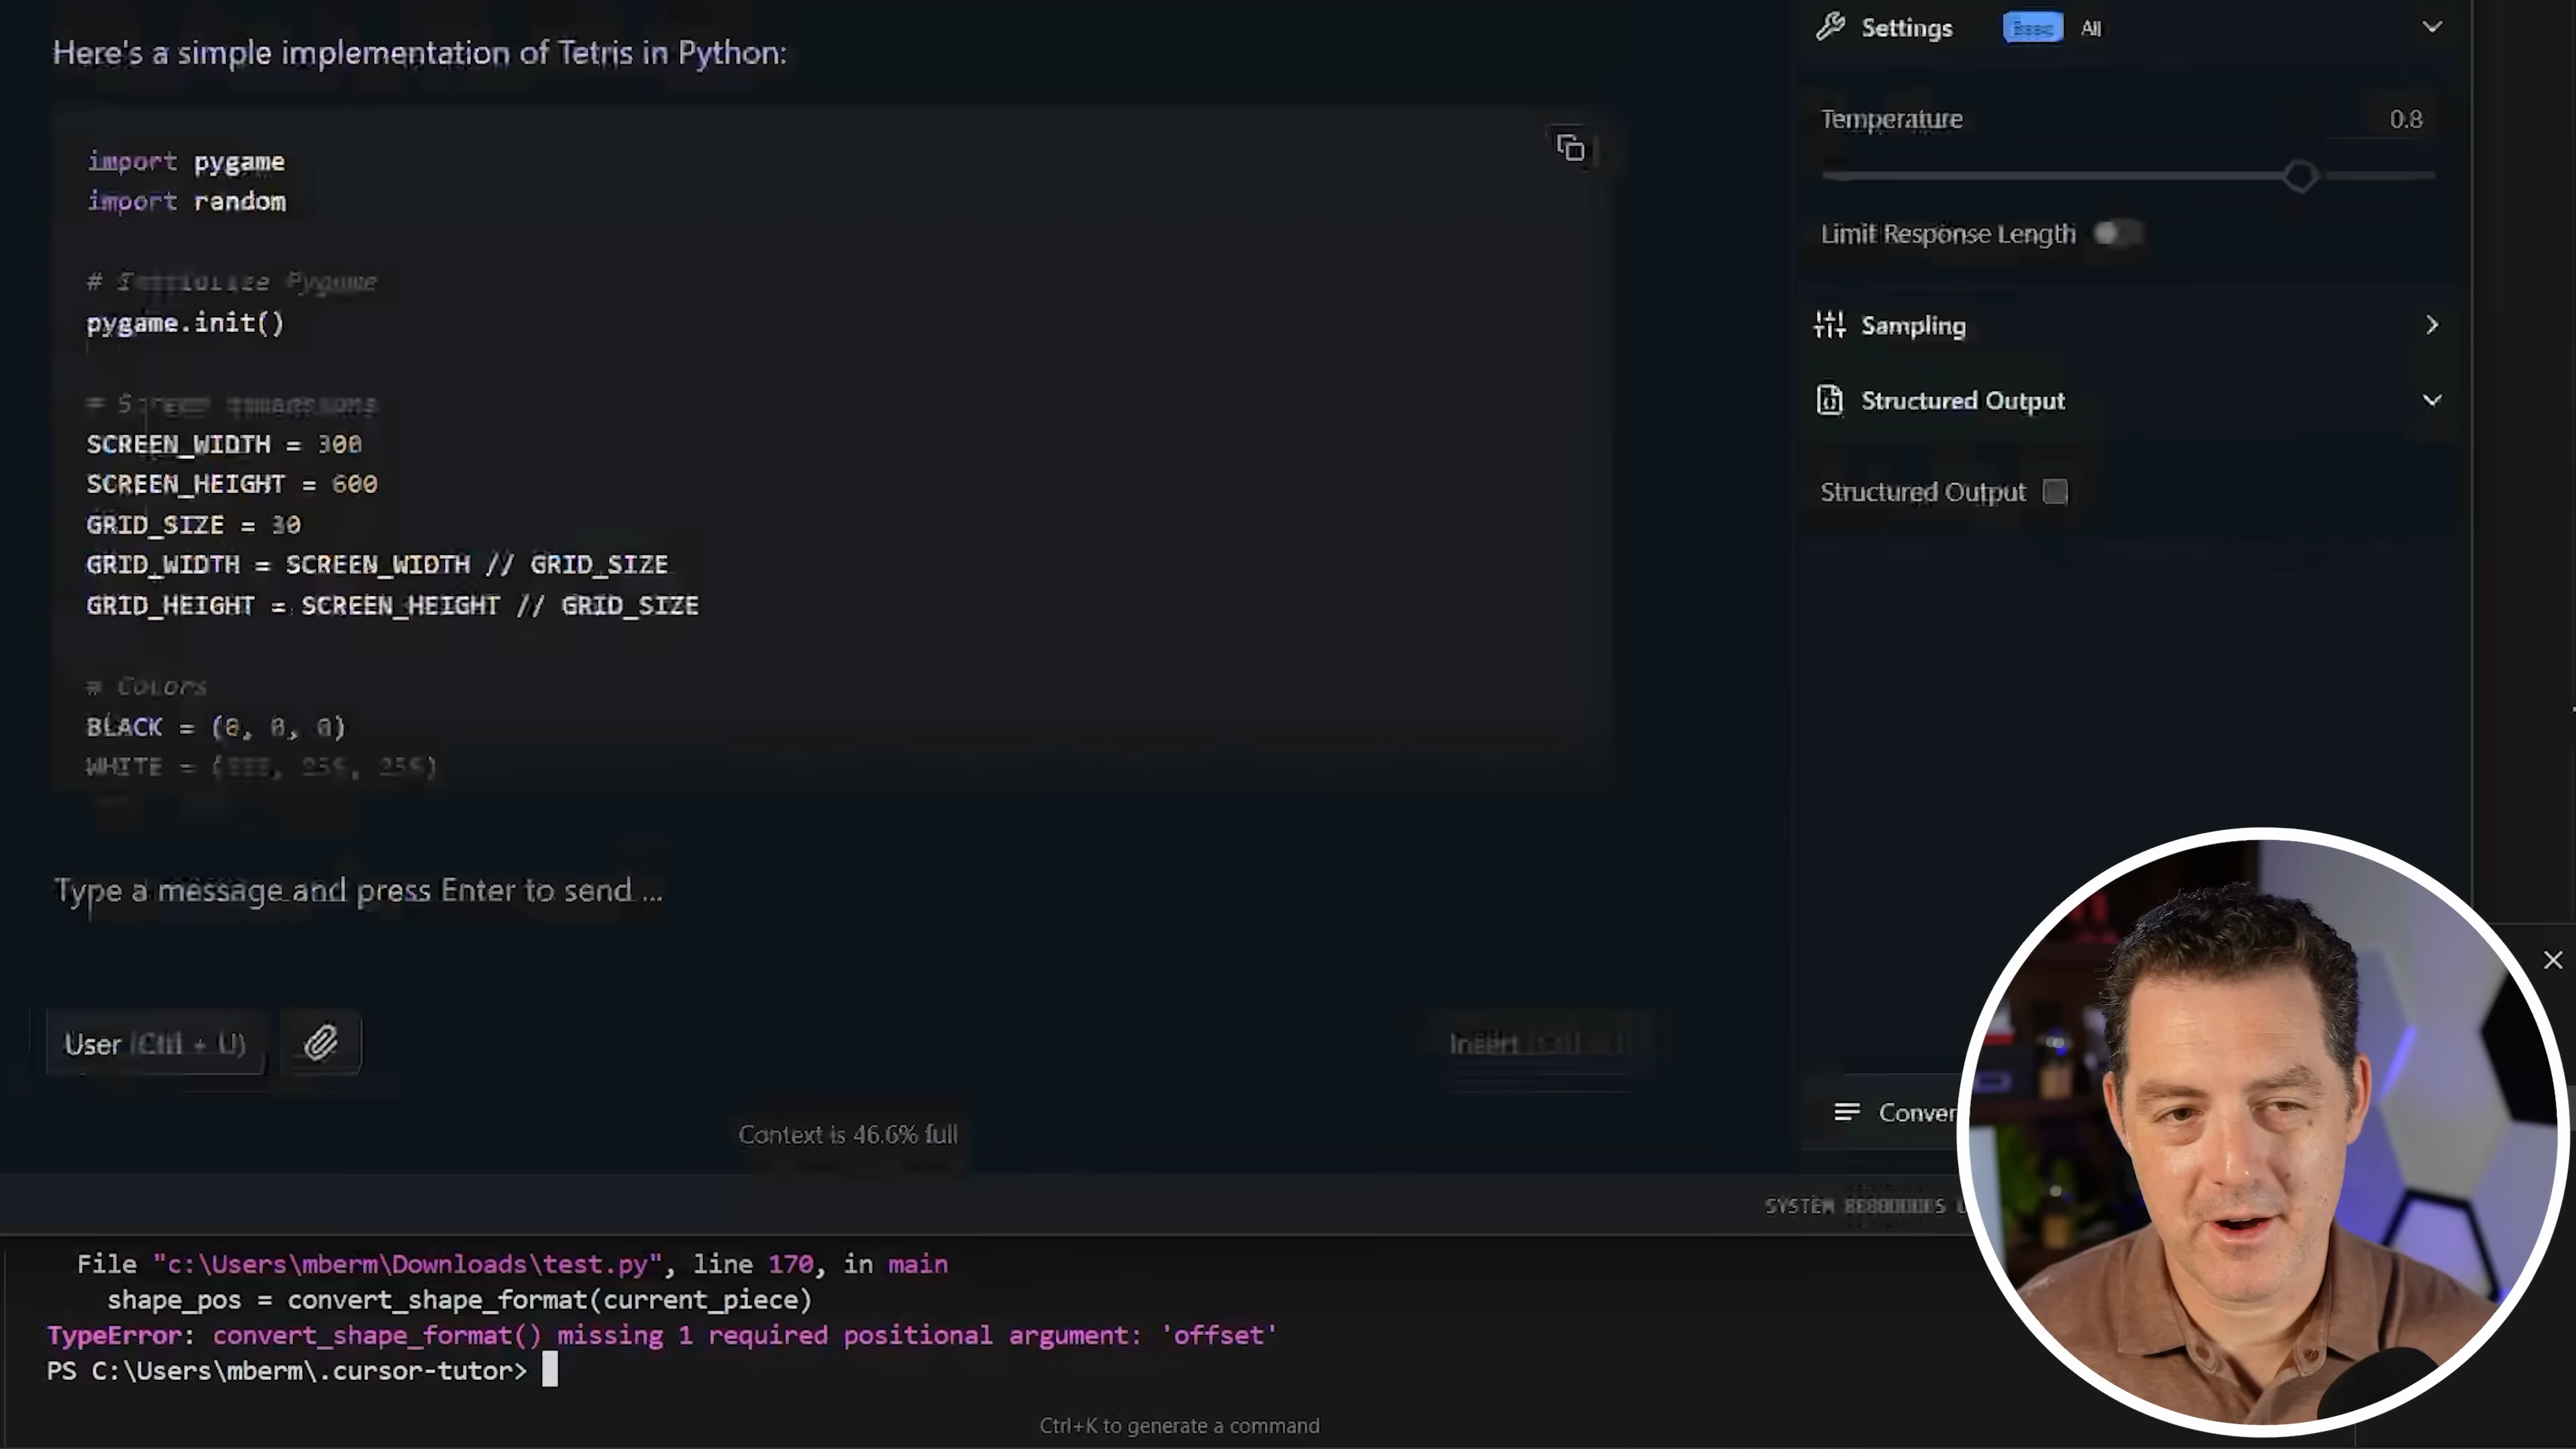 Here's a simple implementation of Tetris in Python:
import pygame
import random
# Initialize Pygame
pygame.init()
# Screen dimensions
SCREEN_WIDTH = 300
SCREEN_HEIGHT = 600
GRID_SIZE = 30
GRID_WIDTH = SCREEN_WIDTH // GRID_SIZE
GRID_HEIGHT = SCREEN_HEIGHT // GRID_SIZE
# Colors
BLACK = (0, 0, 0)
WHITE = (255, 255, 255)
Type a message and press Enter to send ...
User (Ctrl + U)
Insert
Context is 46.6% full
Settings Basic All
Temperature 0.8
Limit Response Length
Sampling
Structured Output
Structured Output
Conver
SYSTEM
File "c:\Users\mberm\Downloads\test.py", line 170, in main
shape_pos = convert_shape_format(current_piece)
TypeError: convert_shape_format() missing 1 required positional argument: 'offset'
PS C:\Users\mberm\.cursor-tutor>
Ctrl+K to generate a command